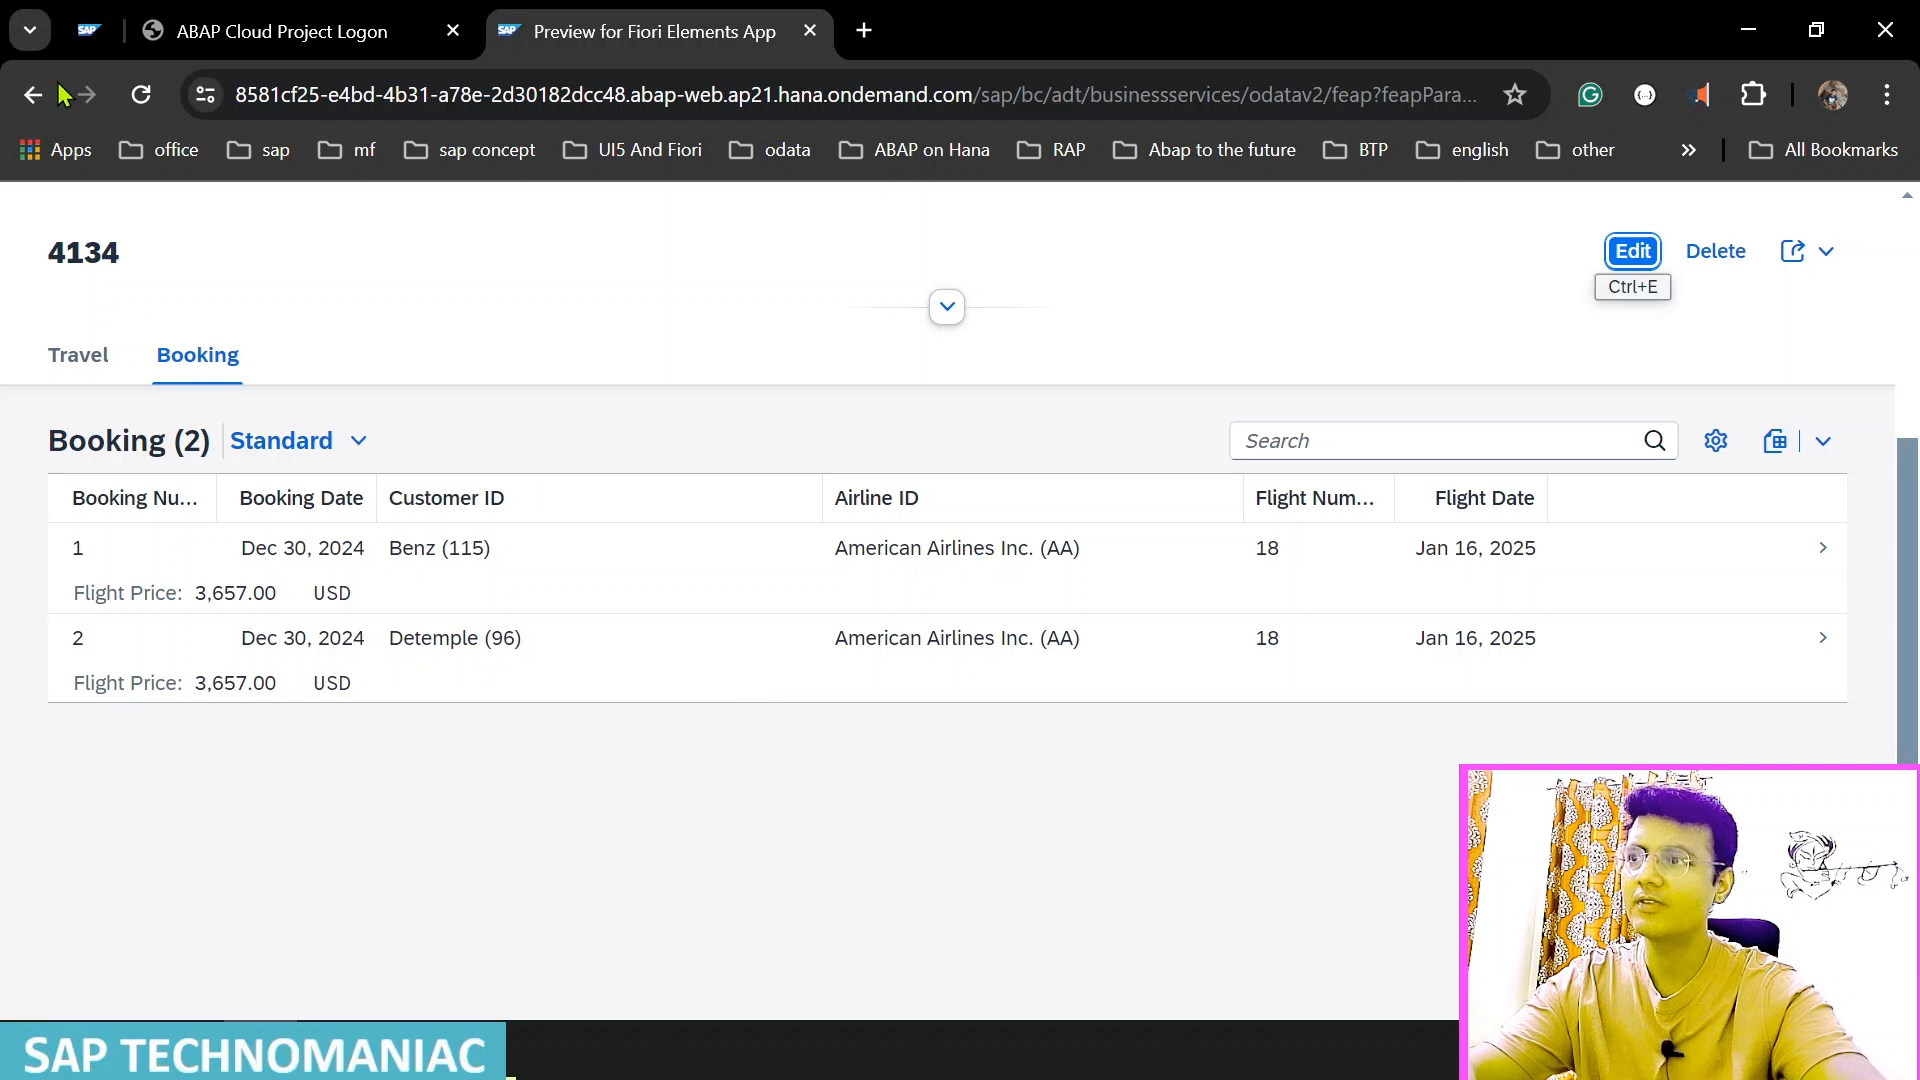 SAP
ABAP Cloud Project Logon
SAP
Preview for Fiori Elements App
8581cf25-e4bd-4b31-a78e-2d30182dcc48.abap-web.ap21.hana.ondemand.com/sap/bc/adt/businessservices/odatav2/feap?feapPara...
Apps
office
sap
mf
sap concept
UI5 And Fiori
odata
ABAP on Hana
RAP
Abap to the future
BTP
english
other
All Bookmarks
4134
Edit
Delete
Ctrl+E
Travel
Booking
Booking (2)
Standard
Search
Booking Nu... Booking Date Customer ID Airline ID Flight Num... Flight Date
1 Dec 30, 2024 Benz (115) American Airlines Inc. (AA) 18 Jan 16, 2025
Flight Price: 3,657.00 USD
2 Dec 30, 2024 Detemple (96) American Airlines Inc. (AA) 18 Jan 16, 2025
Flight Price: 3,657.00 USD
SAP TECHNOMANIAC